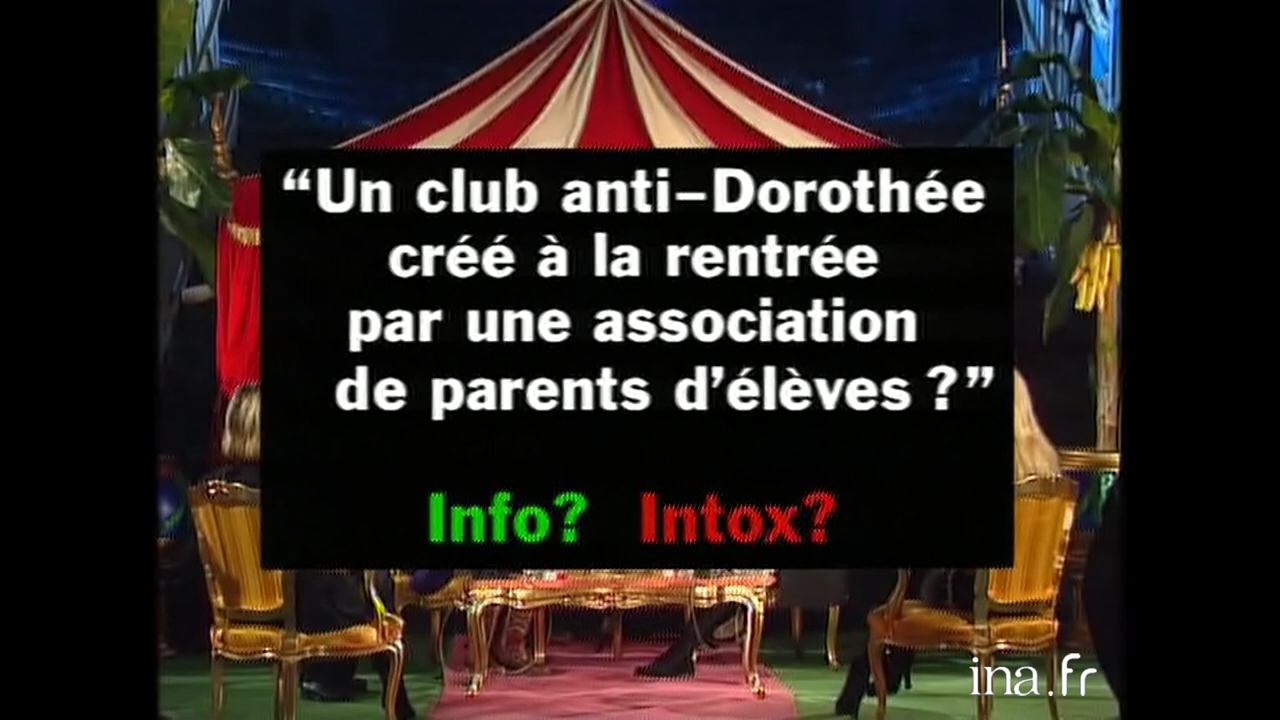 “Un club anti-Dorothée
créé à la rentrée
par une association
de parents d’élèves ?”
Info? Intox?
ina.fr